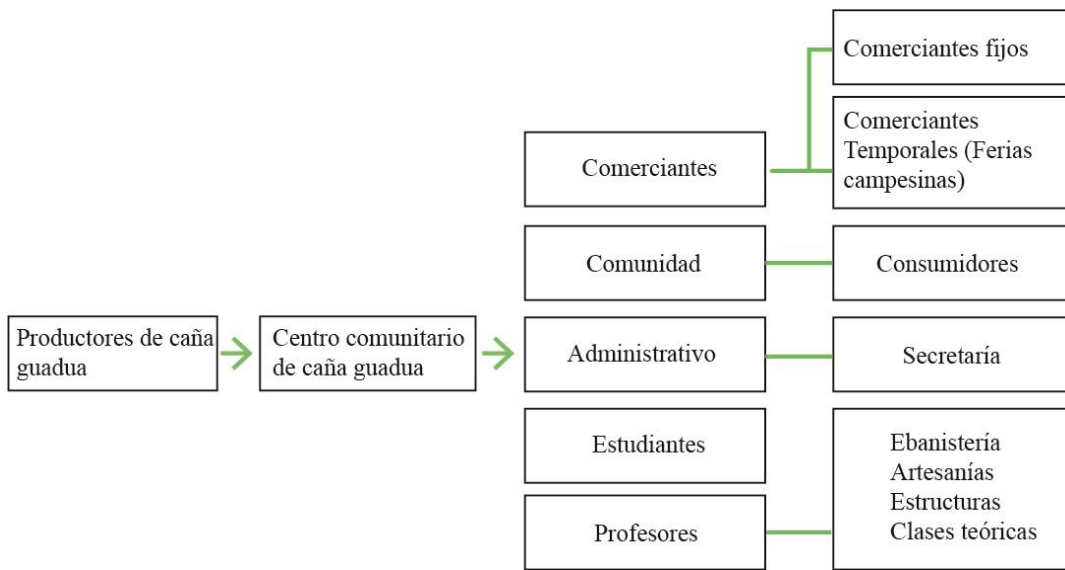 Productores de caña
guadua
Centro comunitario
de caña guadua
Comerciantes
Comunidad
Administrativo
Estudiantes
Profesores
Comerciantes fijos
Comerciantes
Temporales (Ferias
campesinas)
Consumidores
Secretaría
Ebanistería
Artesanías
Estructuras
Clases teóricas